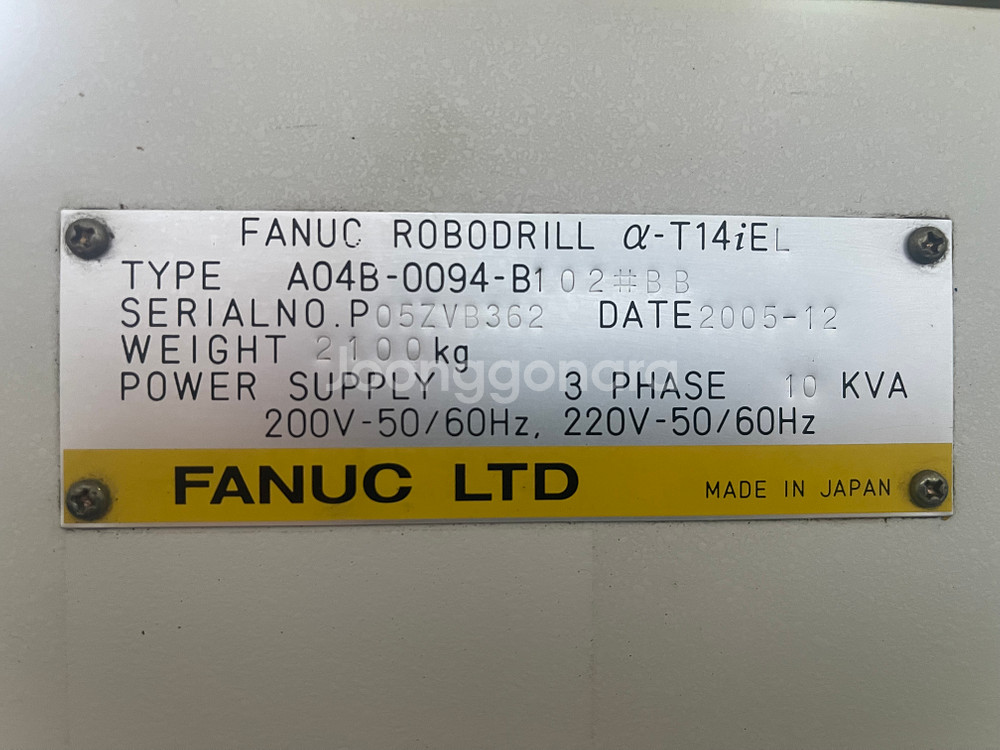 FANUC ROBODRILL α-T14iEL
TYPE A04B-0094-B102#BB
SERIALNO.P05ZVB362 DATE2005-12
WEIGHT 2100kg
Joonggonara
POWER SUPPLY 3 PHASE 10 KVA
200V-50/60Hz, 220V-50/60Hz
FANUC LTD
MADE IN JAPAN